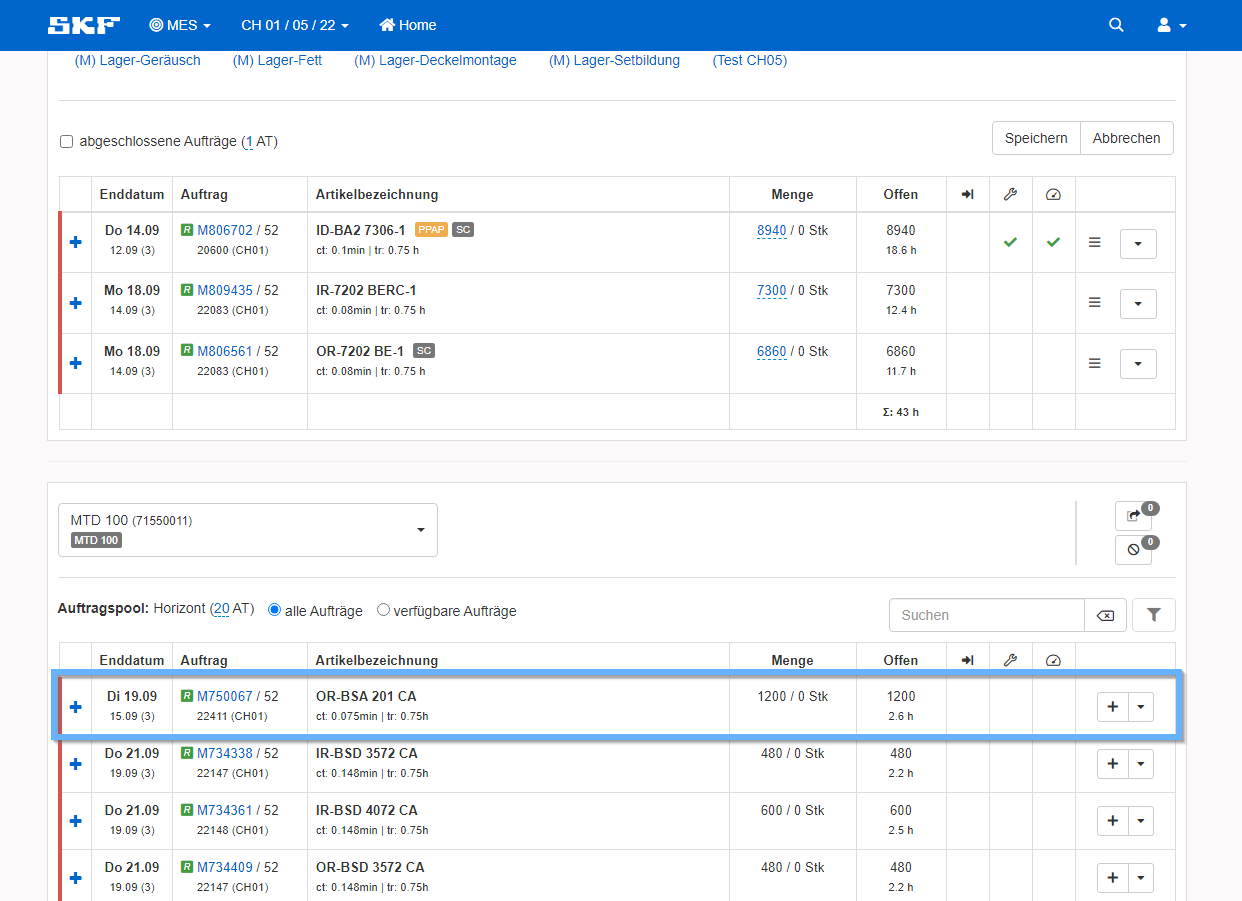 SKF MES CH 01 / 05 / 22 Home
(M) Lager-Geräusch (M) Lager-Fett (M) Lager-Deckelmontage (M) Lager-Setbildung (Test CH05)
abgeschlossene Aufträge (1 AT) Speichern Abbrechen
Enddatum Auftrag Artikelbezeichnung Menge Offen
Do 14.09 R M806702 / 52 ID-BA2 7306-1 PPAP SC 8940 / 0 Stk 8940
12.09 (3) 20600 (CH01) ct: 0.1min | tr: 0.75 h 18.6 h
Mo 18.09 R M809435 / 52 IR-7202 BERC-1 7300 / 0 Stk 7300
14.09 (3) 22083 (CH01) ct: 0.08min | tr: 0.75 h 12.4 h
Mo 18.09 R M806561 / 52 OR-7202 BE-1 SC 6860 / 0 Stk 6860
14.09 (3) 22083 (CH01) ct: 0.08min | tr: 0.75 h 11.7 h
Σ: 43 h
MTD 100 (71550011) 0
MTD 100 0
Auftragspool: Horizont (20 AT) alle Aufträge verfügbare Aufträge Suchen
Enddatum Auftrag Artikelbezeichnung Menge Offen
Di 19.09 R M750067 / 52 OR-BSA 201 CA 1200 / 0 Stk 1200
15.09 (3) 22411 (CH01) ct: 0.075min | tr: 0.75h 2.6 h
Do 21.09 R M734338 / 52 IR-BSD 3572 CA 480 / 0 Stk 480
19.09 (3) 22147 (CH01) ct: 0.148min | tr: 0.75h 2.2 h
Do 21.09 R M734361 / 52 IR-BSD 4072 CA 600 / 0 Stk 600
19.09 (3) 22148 (CH01) ct: 0.148min | tr: 0.75h 2.5 h
Do 21.09 R M734409 / 52 OR-BSD 3572 CA 480 / 0 Stk 480
19.09 (3) 22147 (CH01) ct: 0.148min | tr: 0.75h 2.2 h